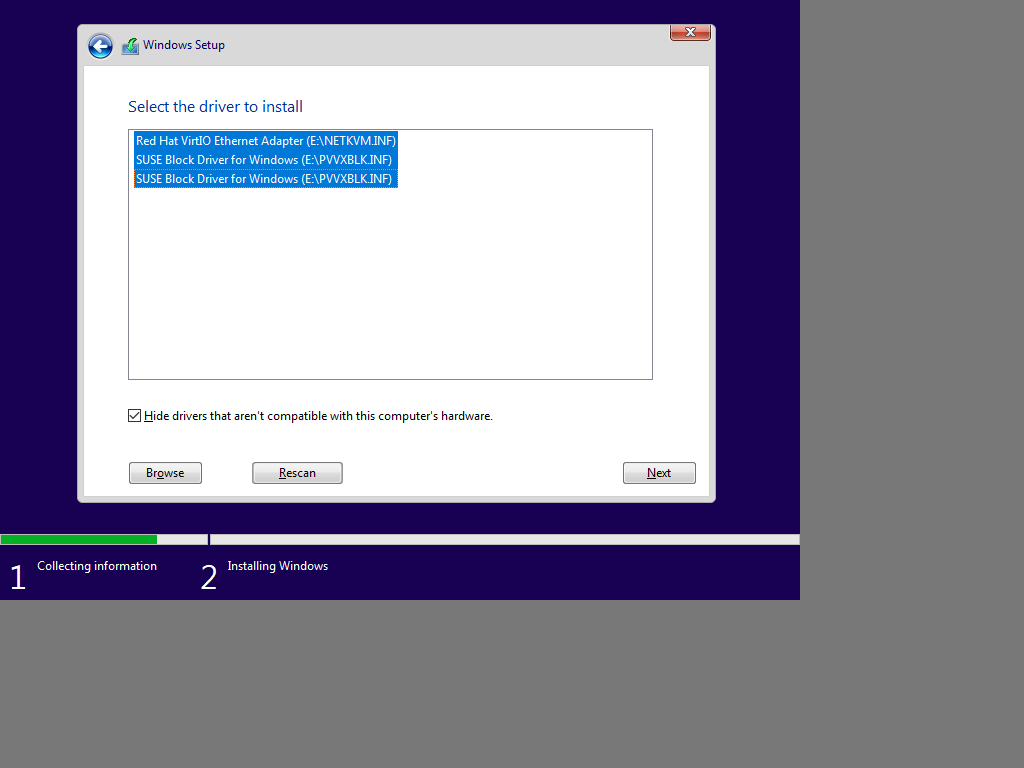 Windows Setup
Select the driver to install
Red Hat VirtIO Ethernet Adapter (E:\NETKVM.INF)
SUSE Block Driver for Windows (E:\PVVXBLK.INF)
SUSE Block Driver for Windows (E:\PVVXBLK.INF)
Hide drivers that aren't compatible with this computer's hardware.
Browse
Rescan
Next
1 Collecting information
2 Installing Windows